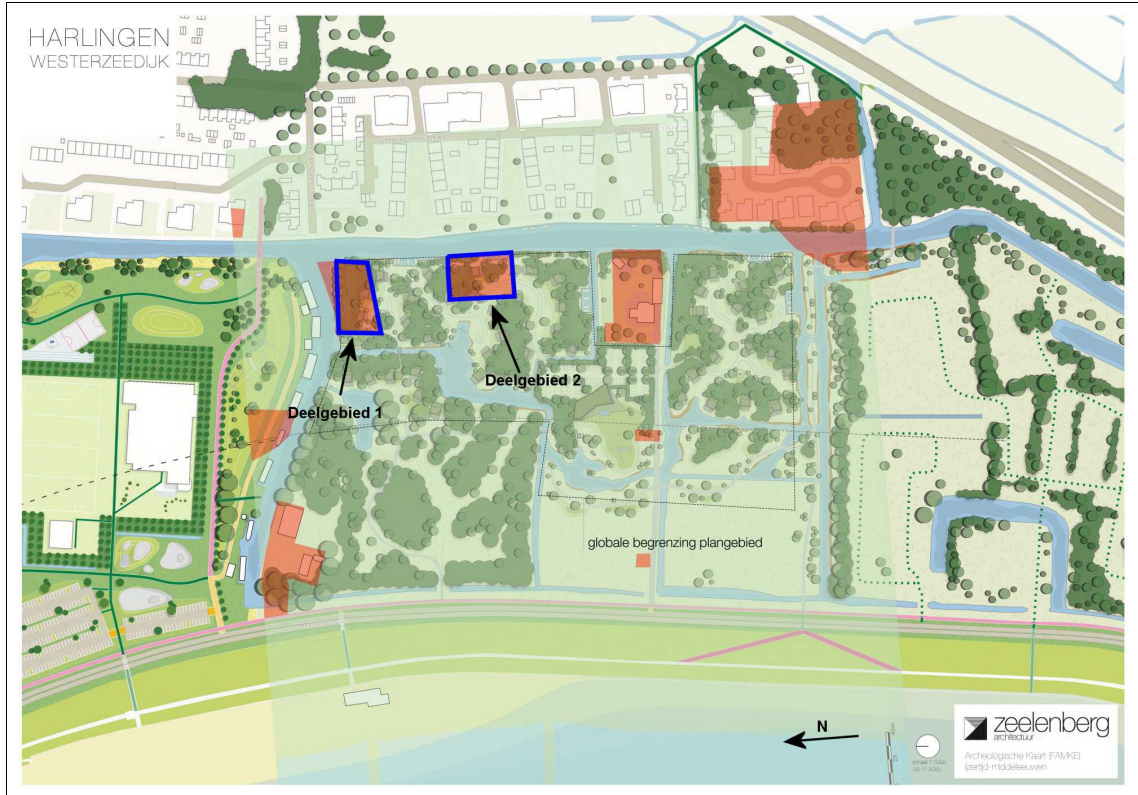 HARLINGEN
WESTERZEEDIJK
Deelgebied 2
Deelgebied 1
globale begrenzing plangebied
N
zeelenberg
architectuur
Archeologische Kaart (FAMKE)
ijzertijd-middeleeuwen